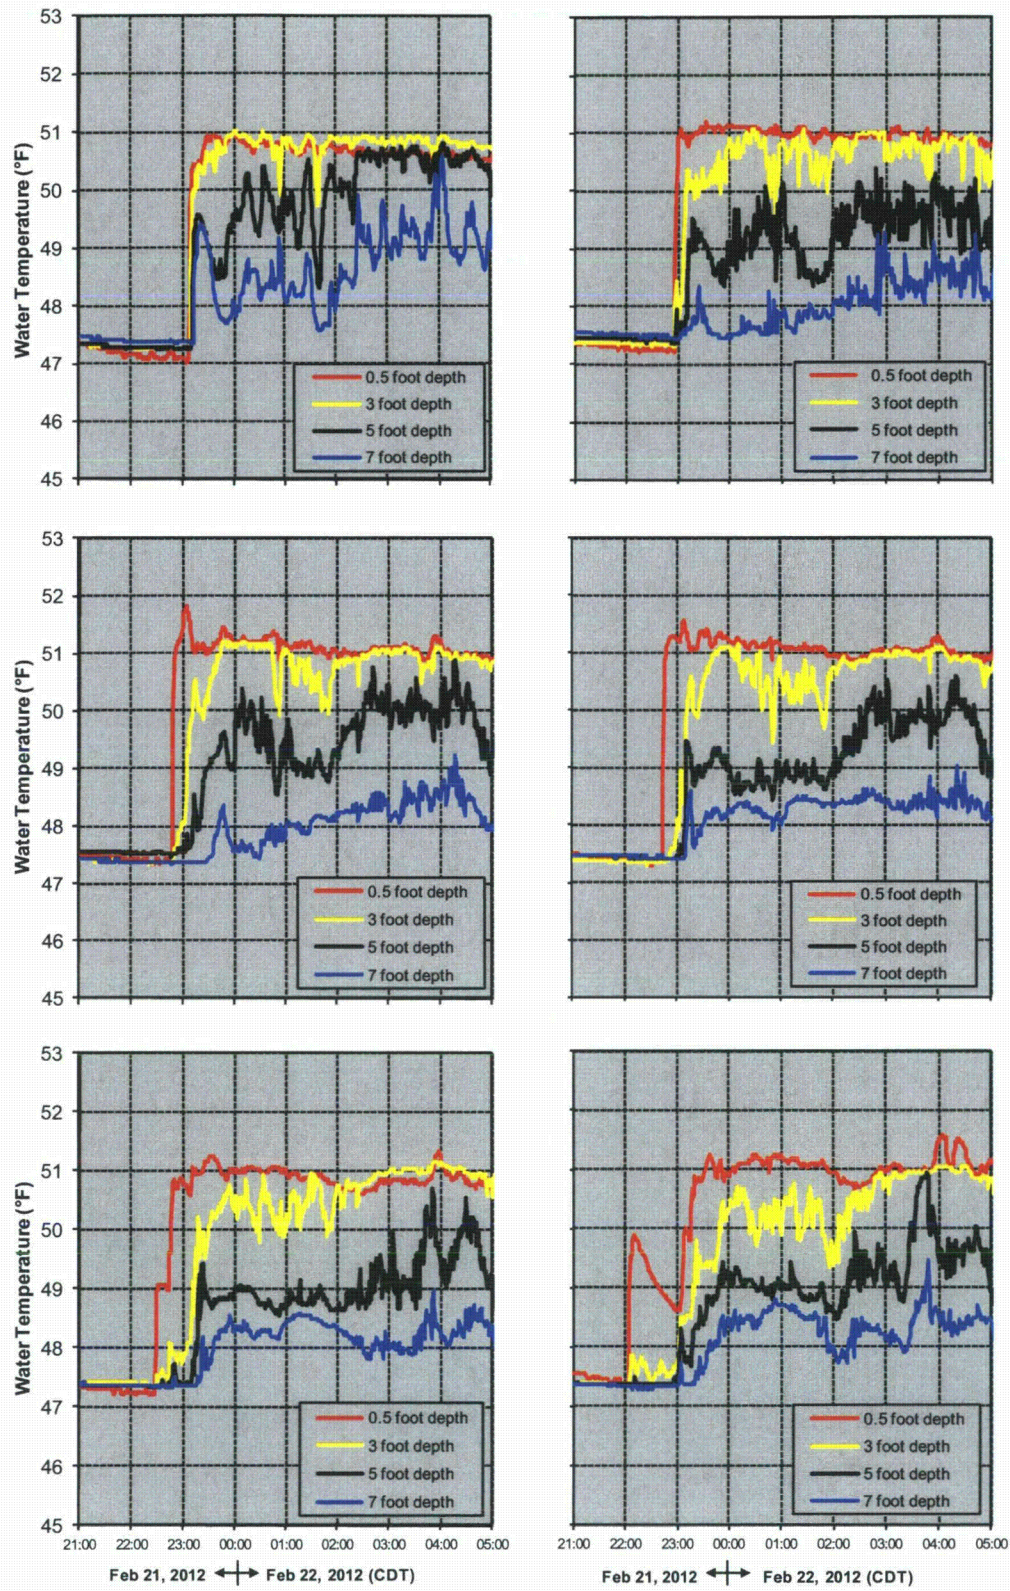 53
52
51
50
49
48
47
46
45
Water Temperature (°F)
0.5 foot depth
3 foot depth
5 foot depth
7 foot depth
0.5 foot depth
3 foot depth
5 foot depth
7 foot depth
53
52
51
50
49
48
47
46
45
Water Temperature (°F)
0.5 foot depth
3 foot depth
5 foot depth
7 foot depth
0.5 foot depth
3 foot depth
5 foot depth
7 foot depth
53
52
51
50
49
48
47
46
45
Water Temperature (°F)
0.5 foot depth
3 foot depth
5 foot depth
7 foot depth
0.5 foot depth
3 foot depth
5 foot depth
7 foot depth
21:00 22:00 23:00 00:00 01:00 02:00 03:00 04:00 05:00
21:00 22:00 23:00 00:00 01:00 02:00 03:00 04:00 05:00
Feb 21, 2012 Feb 22, 2012 (CDT)
Feb 21, 2012 Feb 22, 2012 (CDT)